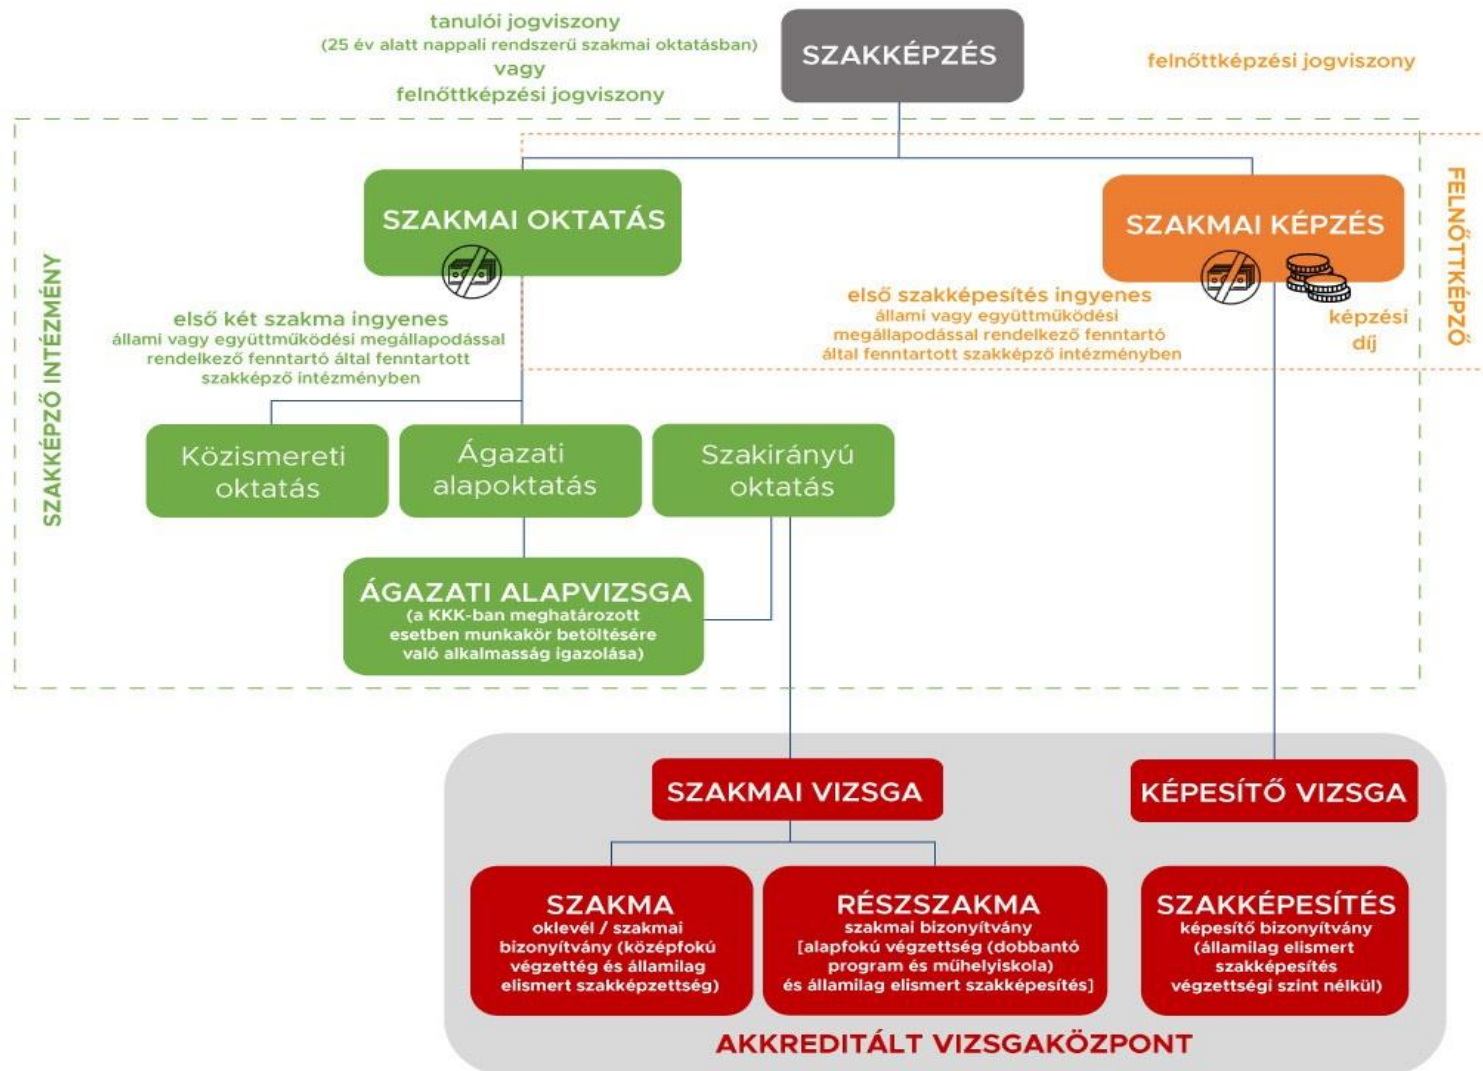 tanulói jogviszony
(25 év alatt nappali rendszerű szakmai oktatásban)
vagy
felnőttképzési jogviszony
SZAKKÉPZÉS
felnőttképzési jogviszony
SZAKKÉPZŐ INTÉZMÉNY
SZAKMAI OKTATÁS
SZAKMAI KÉPZÉS
FELNŐTTKÉPZŐ
első két szakma ingyenes
állami vagy együttműködési megállapodással
rendelkező fenntartó által fenntartott
szakképző intézményben
első szakképesítés ingyenes
állami vagy együttműködési
megállapodással rendelkező fenntartó
által fenntartott szakképző intézményben
képzési
díj
Közismereti
oktatás
Ágazati
alapoktatás
Szakirányú
oktatás
ÁGAZATI ALAPVIZSGA
(a KKK-ban meghatározott
esetben munkakör betöltésére
való alkalmasság igazolása)
SZAKMAI VIZSGA
KÉPESÍTŐ VIZSGA
SZAKMA
oklevél / szakmai
bizonyítvány (középfokú
végzettég és államilag
elismert szakképzettség)
RÉSZSZAKMA
szakmai bizonyítvány
[alapfokú végzettség (dobbantó
program és műhelyiskola)
és államilag elismert szakképesítés]
SZAKKÉPESÍTÉS
képesítő bizonyítvány
(államilag elismert
szakképesítés
végzettségi szint nélkül)
AKKREDITÁLT VIZSGAKÖZPONT